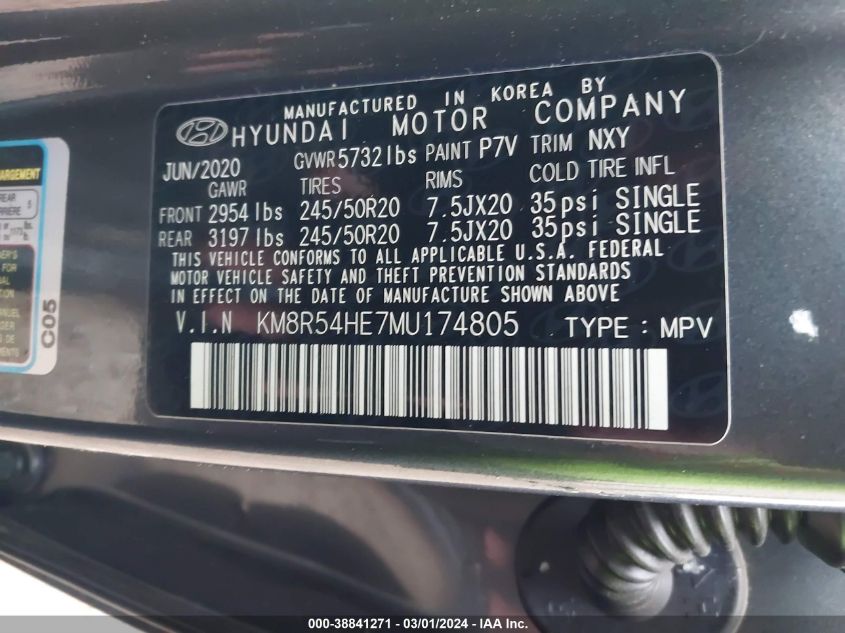 MANUFACTURED IN KOREA BY
HYUNDAI MOTOR COMPANY
JUN/2020 GVWR 5732 lbs PAINT P7V TRIM NXY
GAWR TIRES RIMS COLD TIRE INFL
FRONT 2954 lbs 245/50R20 7.5JX20 35psi SINGLE
REAR 3197 lbs 245/50R20 7.5JX20 35psi SINGLE
THIS VEHICLE CONFORMS TO ALL APPLICABLE U.S.A. FEDERAL
MOTOR VEHICLE SAFETY AND THEFT PREVENTION STANDARDS
IN EFFECT ON THE DATE OF MANUFACTURE SHOWN ABOVE
V.I.N KM8R54HE7MU174805 TYPE : MPV
REAR 5
C05
000-38841271 - 03/01/2024 - IAA Inc.